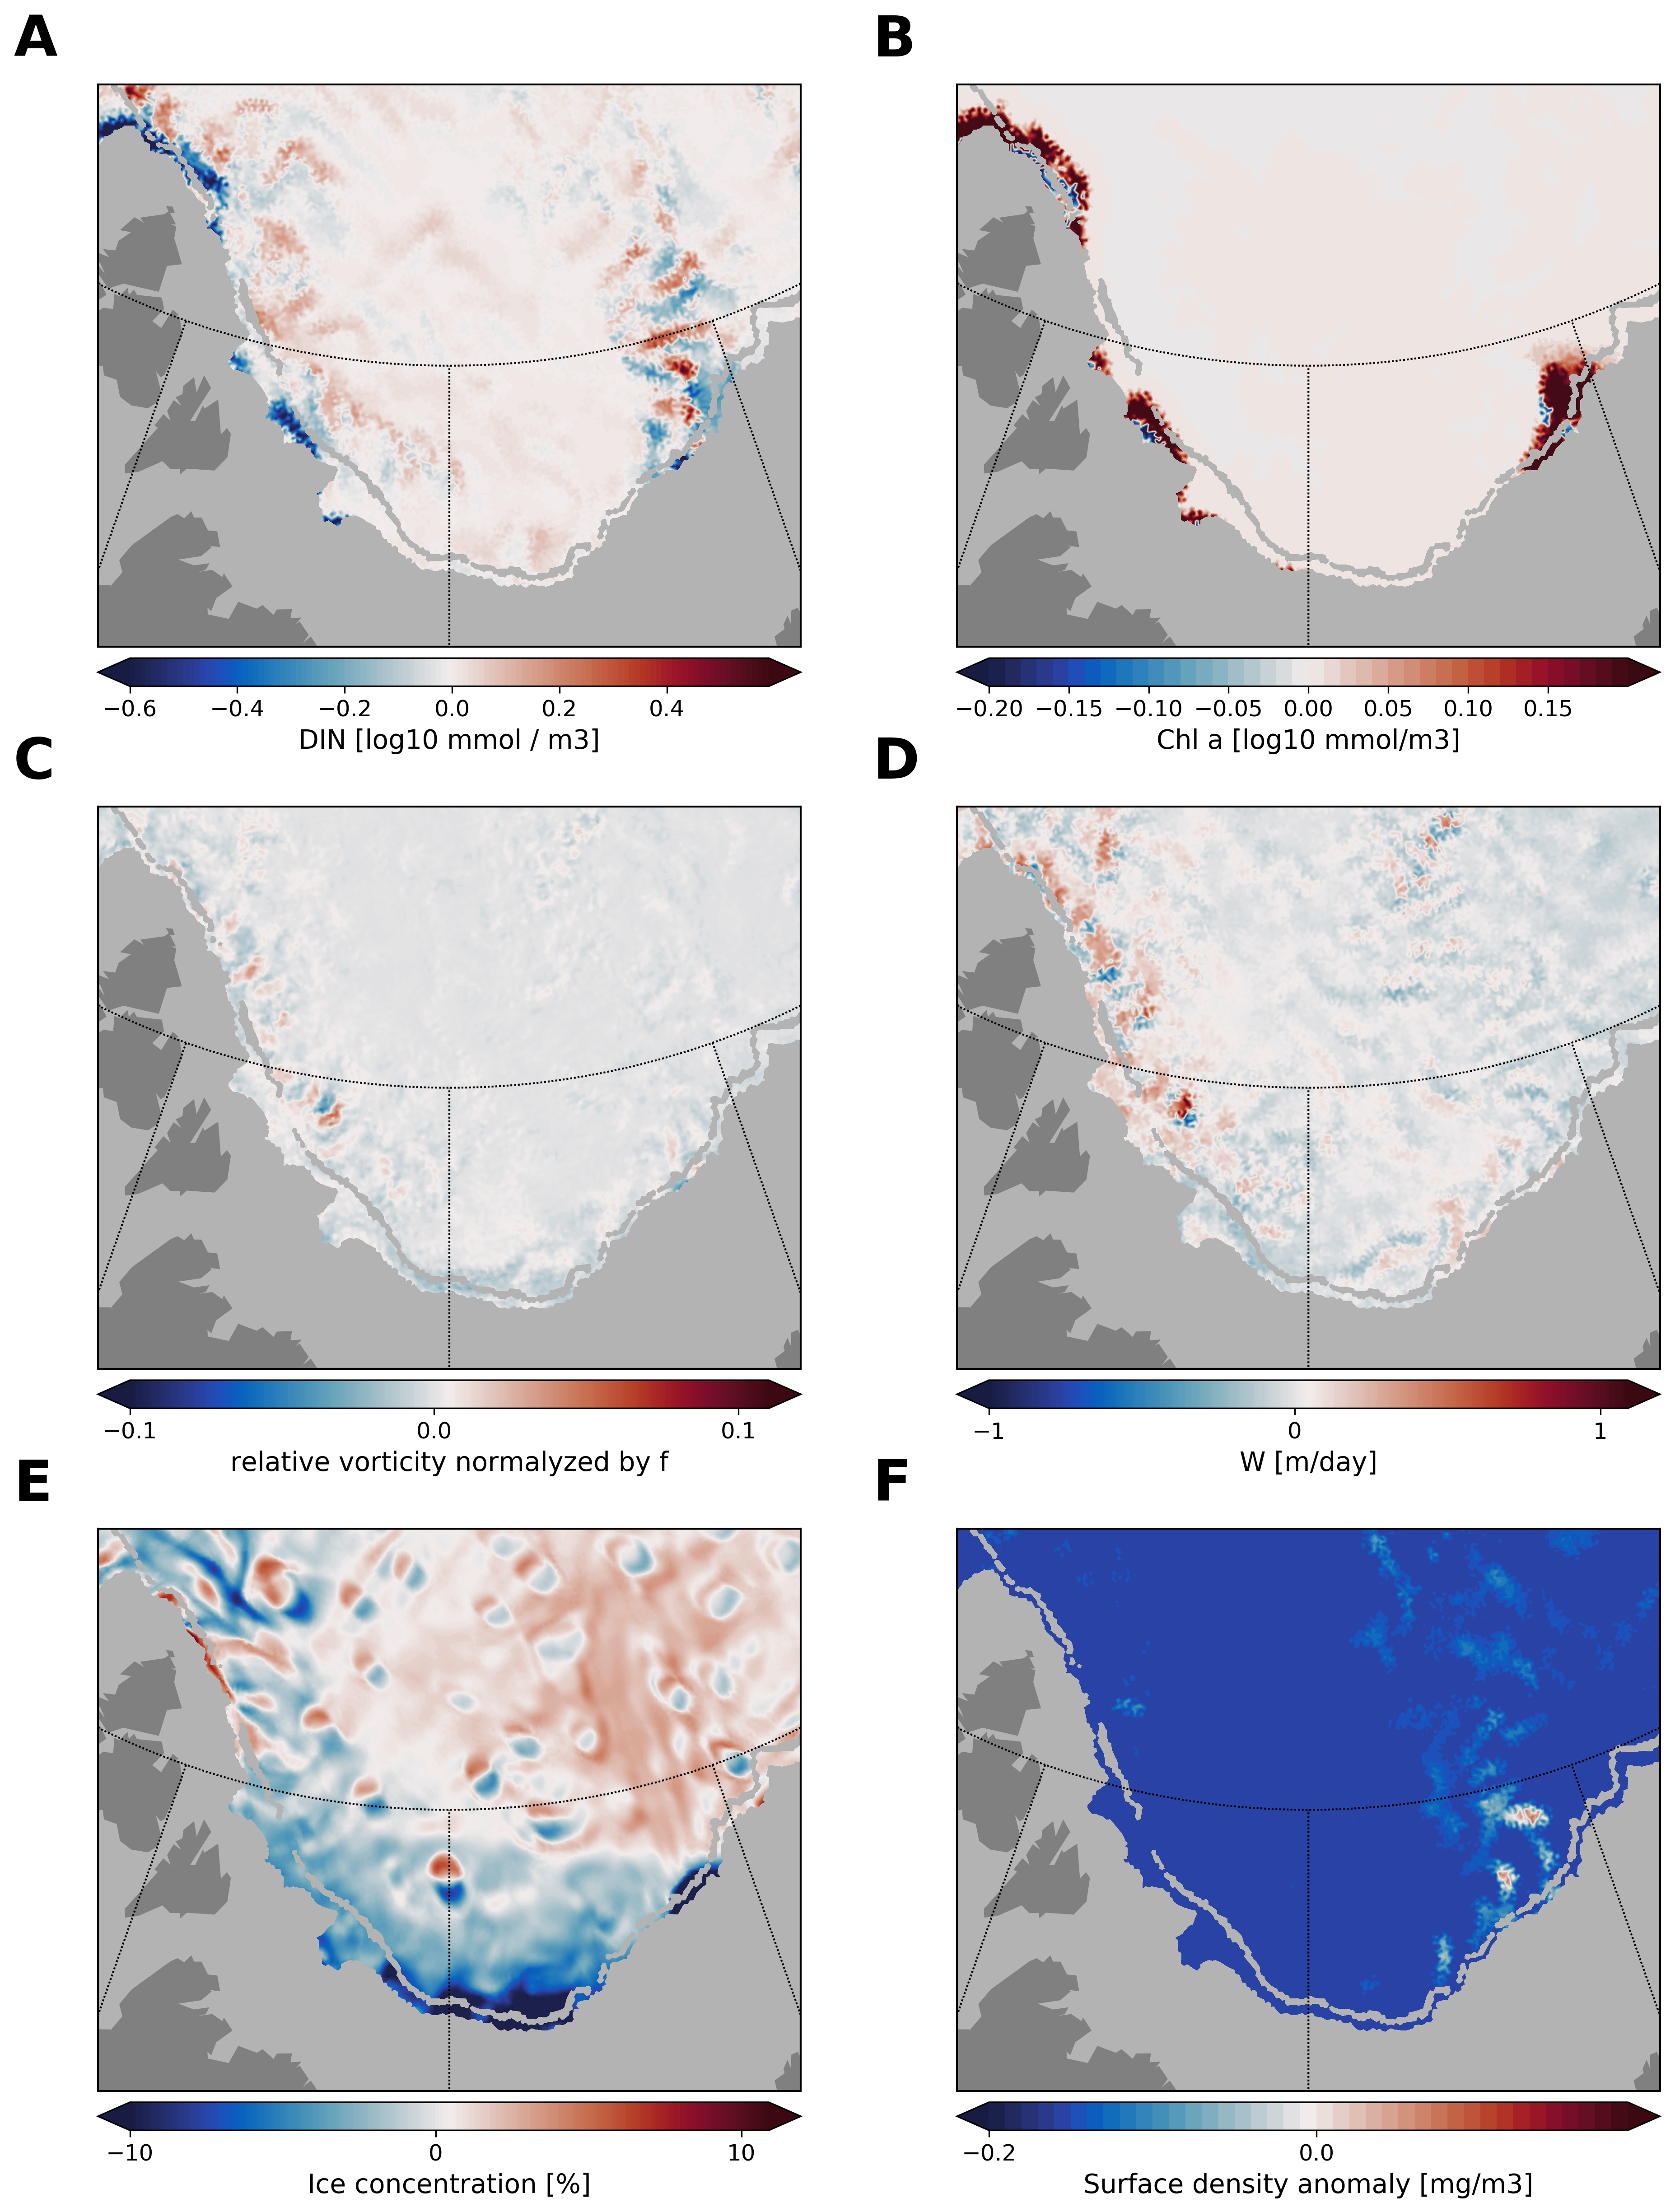 A
B
−0.6 −0.4 −0.2 0.0 0.2 0.4
DIN [log10 mmol / m3]
−0.20 −0.15 −0.10 −0.05 0.00 0.05 0.10 0.15
Chl a [log10 mmol/m3]
C
D
−0.1 0.0 0.1
relative vorticity normalyzed by f
−1 0 1
W [m/day]
E
F
−10 0 10
Ice concentration [%]
−0.2 0.0
Surface density anomaly [mg/m3]